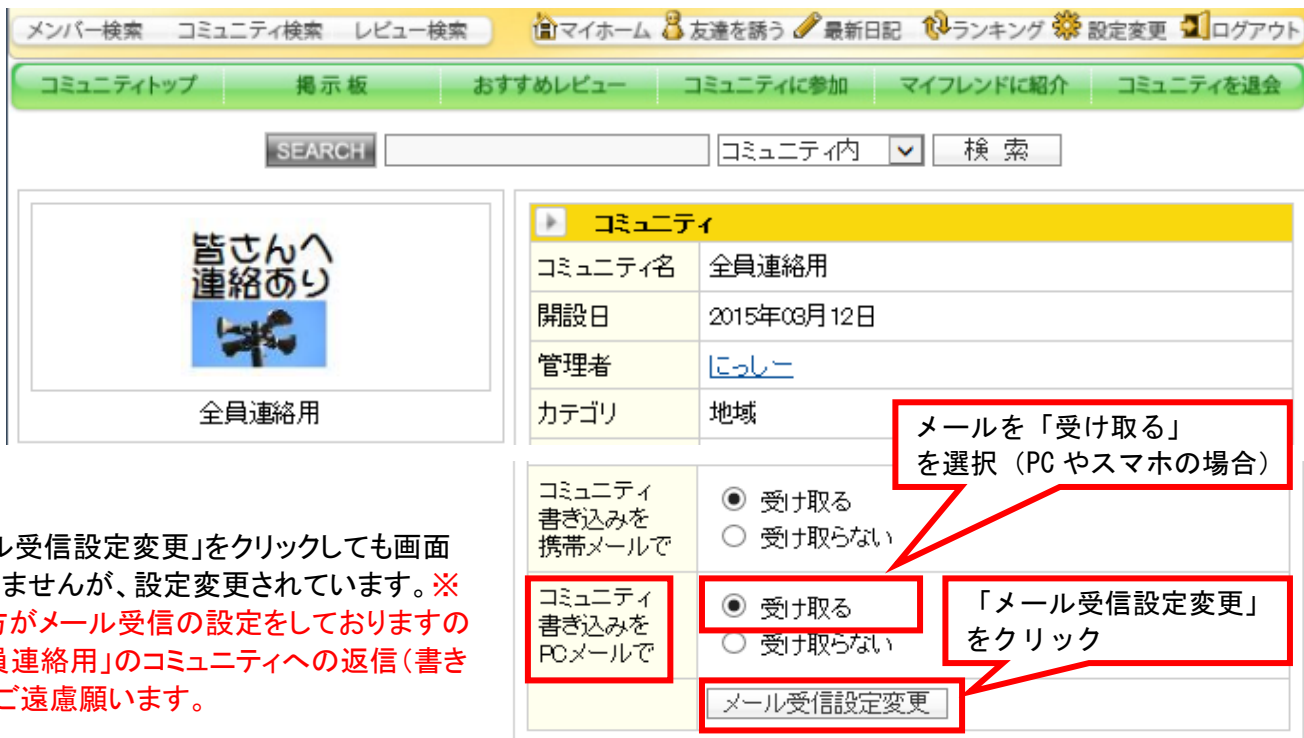 メンバー検索 コミュニティ検索 レビュー検索 マイホーム 友達を誘う 最新日記 ランキング 設定変更 ログアウト
コミュニティトップ 掲示板 おすすめレビュー コミュニティに参加 マイフレンドに紹介 コミュニティを退会
SEARCH コミュニティ内 検 索
皆さんへ
連絡あり
全員連絡用
コミュニティ
コミュニティ名 全員連絡用
開設日 2015年03月12日
管理者 にっしー
カテゴリ 地域
メールを「受け取る」
を選択（PC やスマホの場合）
コミュニティ
書き込みを
携帯メールで
受け取る
受け取らない
コミュニティ
書き込みを
PCメールで
受け取る
受け取らない
「メール受信設定変更」
をクリック
メール受信設定変更
ル受信設定変更」をクリックしても画面
ませんが、設定変更されています。※
方がメール受信の設定をしておりますの
員連絡用」のコミュニティへの返信（書き
ご遠慮願います。